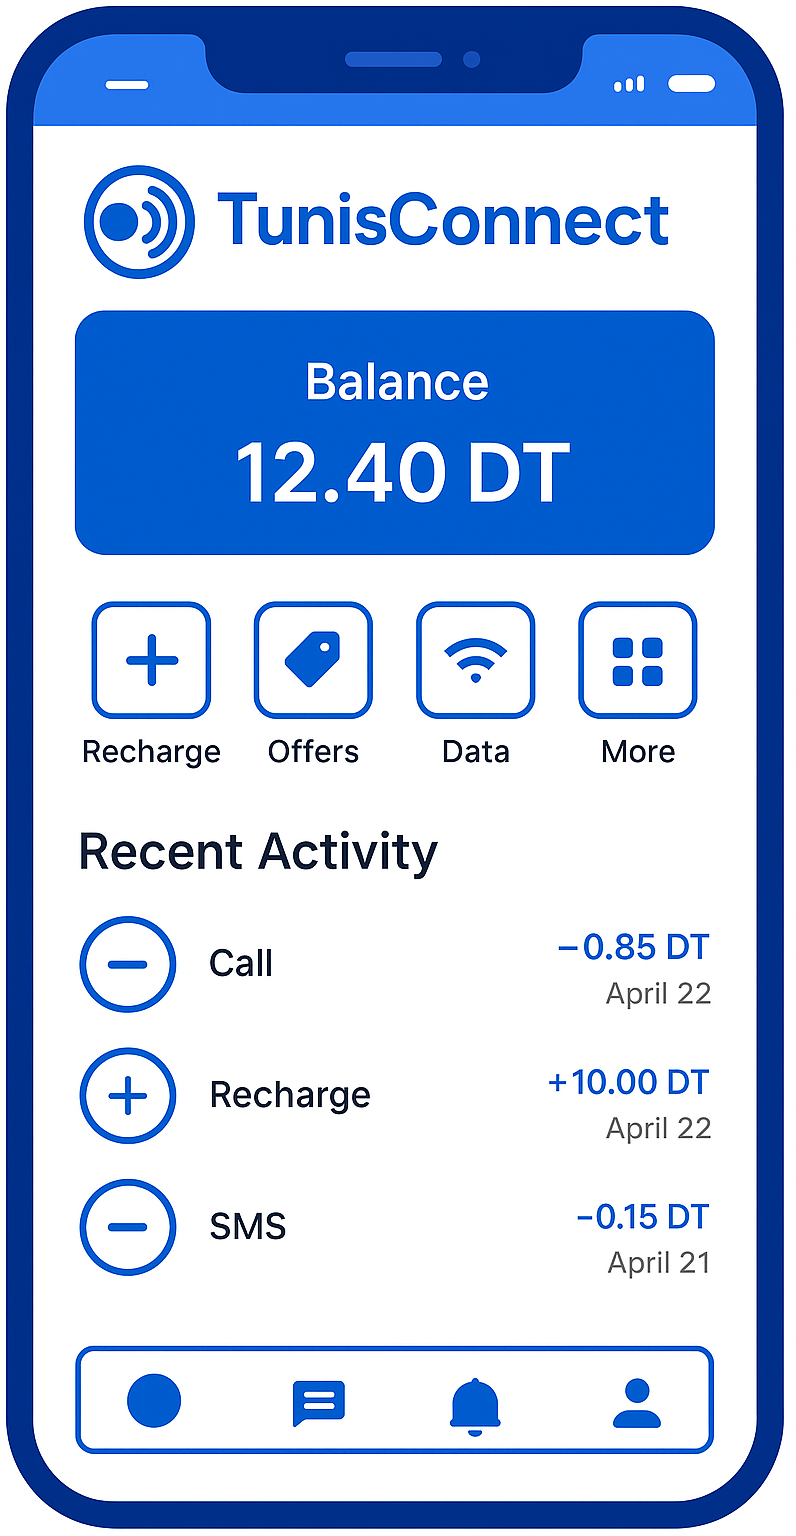 TunisConnect
Balance
12.40 DT
Recharge Offers Data More
Recent Activity
Call
−0.85 DT
April 22
Recharge
+10.00 DT
April 22
SMS
−0.15 DT
April 21